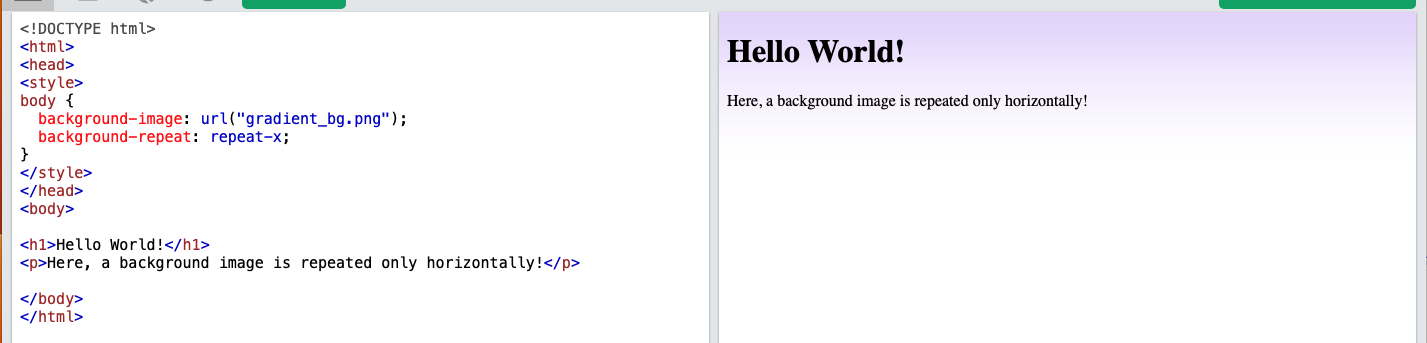 <!DOCTYPE html>
<html>
<head>
<style>
body {
  background-image: url("gradient_bg.png");
  background-repeat: repeat-x;
}
</style>
</head>
<body>

<h1>Hello World!</h1>
<p>Here, a background image is repeated only horizontally!</p>

</body>
</html>
Hello World!
Here, a background image is repeated only horizontally!